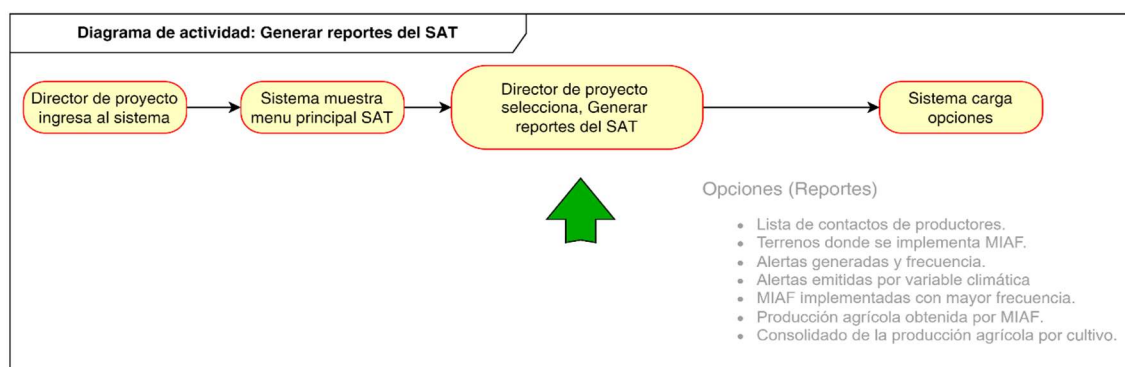 Diagrama de actividad: Generar reportes del SAT
Director de proyecto
ingresa al sistema
Sistema muestra
menu principal SAT
Director de proyecto
selecciona, Generar
reportes del SAT
Sistema carga
opciones
Opciones (Reportes)
• Lista de contactos de productores.
• Terrenos donde se implementa MIAF.
• Alertas generadas y frecuencia.
• Alertas emitidas por variable climática
• MIAF implementadas con mayor frecuencia.
• Producción agrícola obtenida por MIAF.
• Consolidado de la producción agrícola por cultivo.